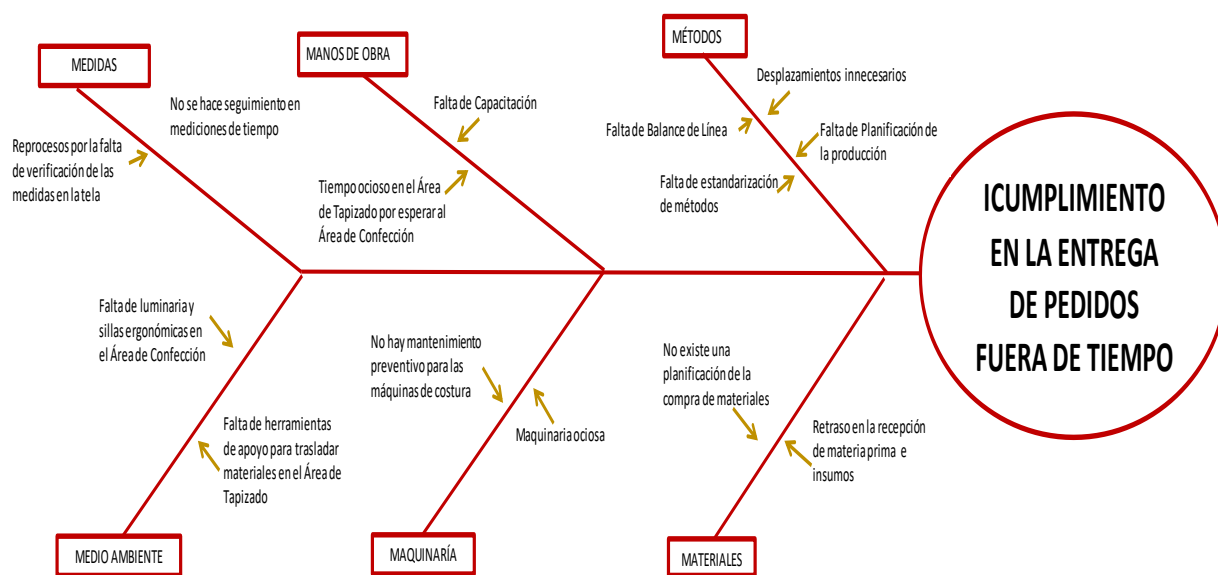 MEDIDAS
MANOS DE OBRA
MÉTODOS
No se hace seguimiento en
mediciones de tiempo
Reprocesos por la falta
de verificación de las
medidas en la tela
Falta de Capacitación
Tiempo ocioso en el Área
de Tapizado por esperar al
Área de Confección
Desplazamientos innecesarios
Falta de Balance de Línea
Falta de Planificación de
la producción
Falta de estandarización
de métodos
ICUMPLIMIENTO
EN LA ENTREGA
DE PEDIDOS
FUERA DE TIEMPO
Falta de luminaria y
sillas ergonómicas en
el Área de Confección
Falta de herramientas
de apoyo para trasladar
materiales en el Área de
Tapizado
No hay mantenimiento
preventivo para las
máquinas de costura
Maquinaria ociosa
No existe una
planificación de la
compra de materiales
Retraso en la recepción
de materia prima e
insumos
MEDIO AMBIENTE
MAQUINARÍA
MATERIALES